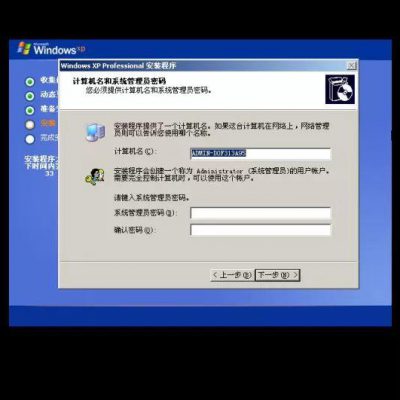 Microsoft
Windows xp
Windows XP Professional 安装程序
计算机名和系统管理员密码
您必须提供计算机名和系统管理员密码。
收集
动态
准备
安装
完成
安装程序
下时间内
33
安装程序提供了一个计算机名。如果这台计算机在网络上，网络管理
员则可以告诉您使用哪个名称。
计算机名(C):
安装程序会创建一个称为 Administrator (系统管理员)的用户帐户。
需要完全控制计算机时，可以使用这个帐户。
请键入系统管理员密码。
系统管理员密码(D):
确认密码(O):
< 上一步(B)
下一步(N) >